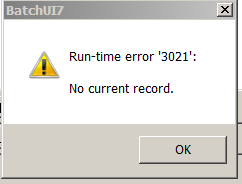 BatchUI7
Run-time error '3021':
No current record.
OK